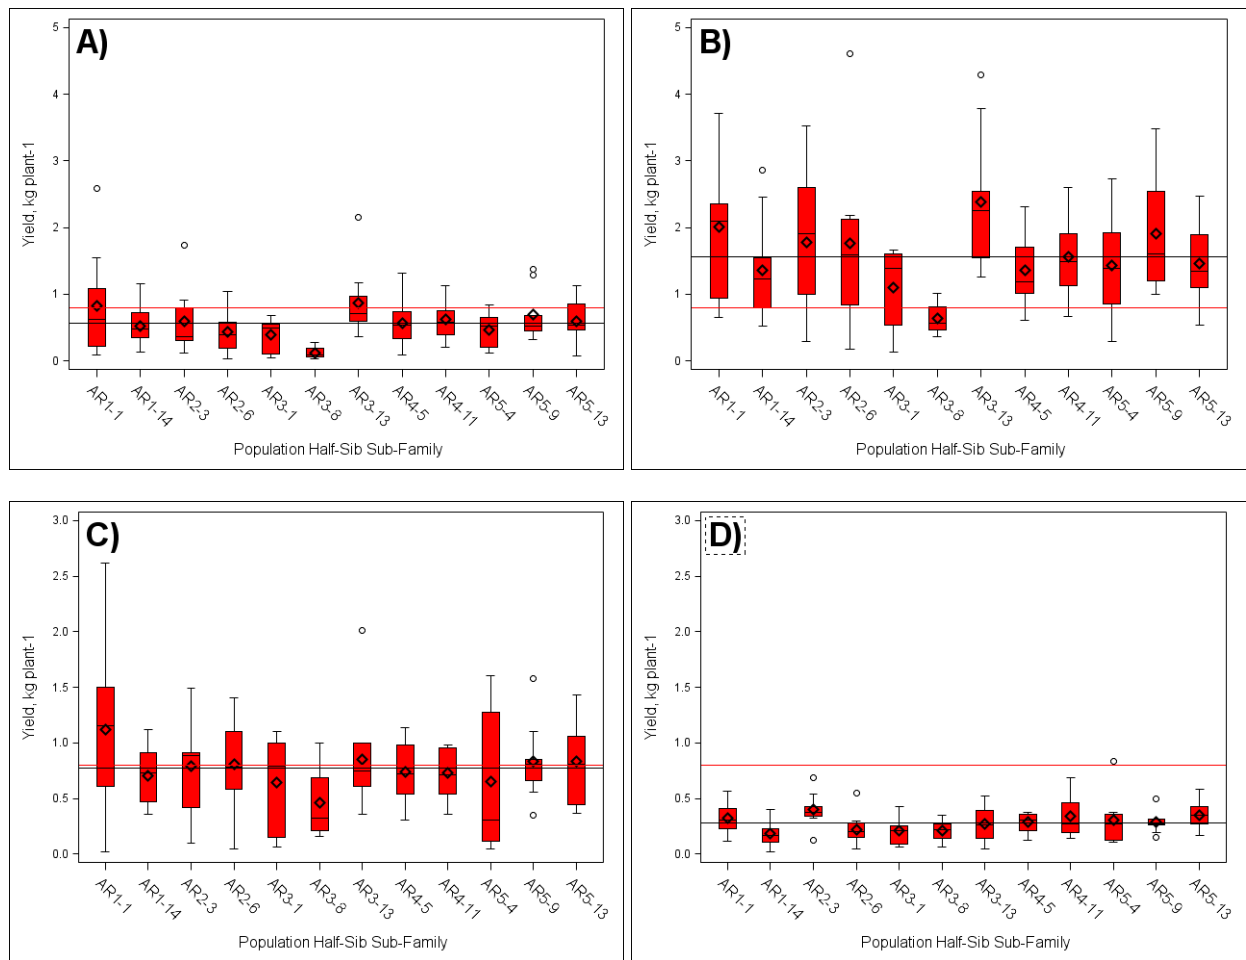 A)
5
4
3
2
1
0
Yield, kg plant-1
AR1-1
AR1-14
AR2-3
AR2-6
AR3-1
AR3-8
AR3-13
AR4-5
AR4-11
AR5-4
AR5-9
AR5-13
Population Half-Sib Sub-Family
B)
5
4
3
2
1
0
Yield, kg plant-1
AR1-1
AR1-14
AR2-3
AR2-6
AR3-1
AR3-8
AR3-13
AR4-5
AR4-11
AR5-4
AR5-9
AR5-13
Population Half-Sib Sub-Family
C)
3.0
2.5
2.0
1.5
1.0
0.5
0.0
Yield, kg plant-1
AR1-1
AR1-14
AR2-3
AR2-6
AR3-1
AR3-8
AR3-13
AR4-5
AR4-11
AR5-4
AR5-9
AR5-13
Population Half-Sib Sub-Family
D)
3.0
2.5
2.0
1.5
1.0
0.5
0.0
Yield, kg plant-1
AR1-1
AR1-14
AR2-3
AR2-6
AR3-1
AR3-8
AR3-13
AR4-5
AR4-11
AR5-4
AR5-9
AR5-13
Population Half-Sib Sub-Family